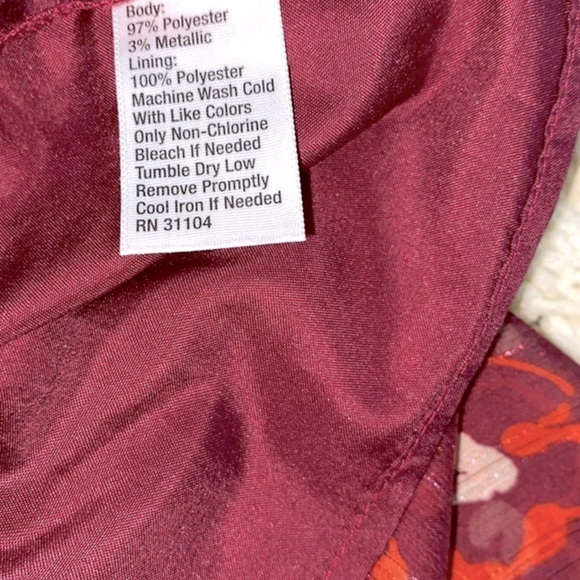 Body:
97% Polyester
3% Metallic
Lining:
100% Polyester
Machine Wash Cold
With Like Colors
Only Non-Chlorine
Bleach If Needed
Tumble Dry Low
Remove Promptly
Cool Iron If Needed
RN 31104